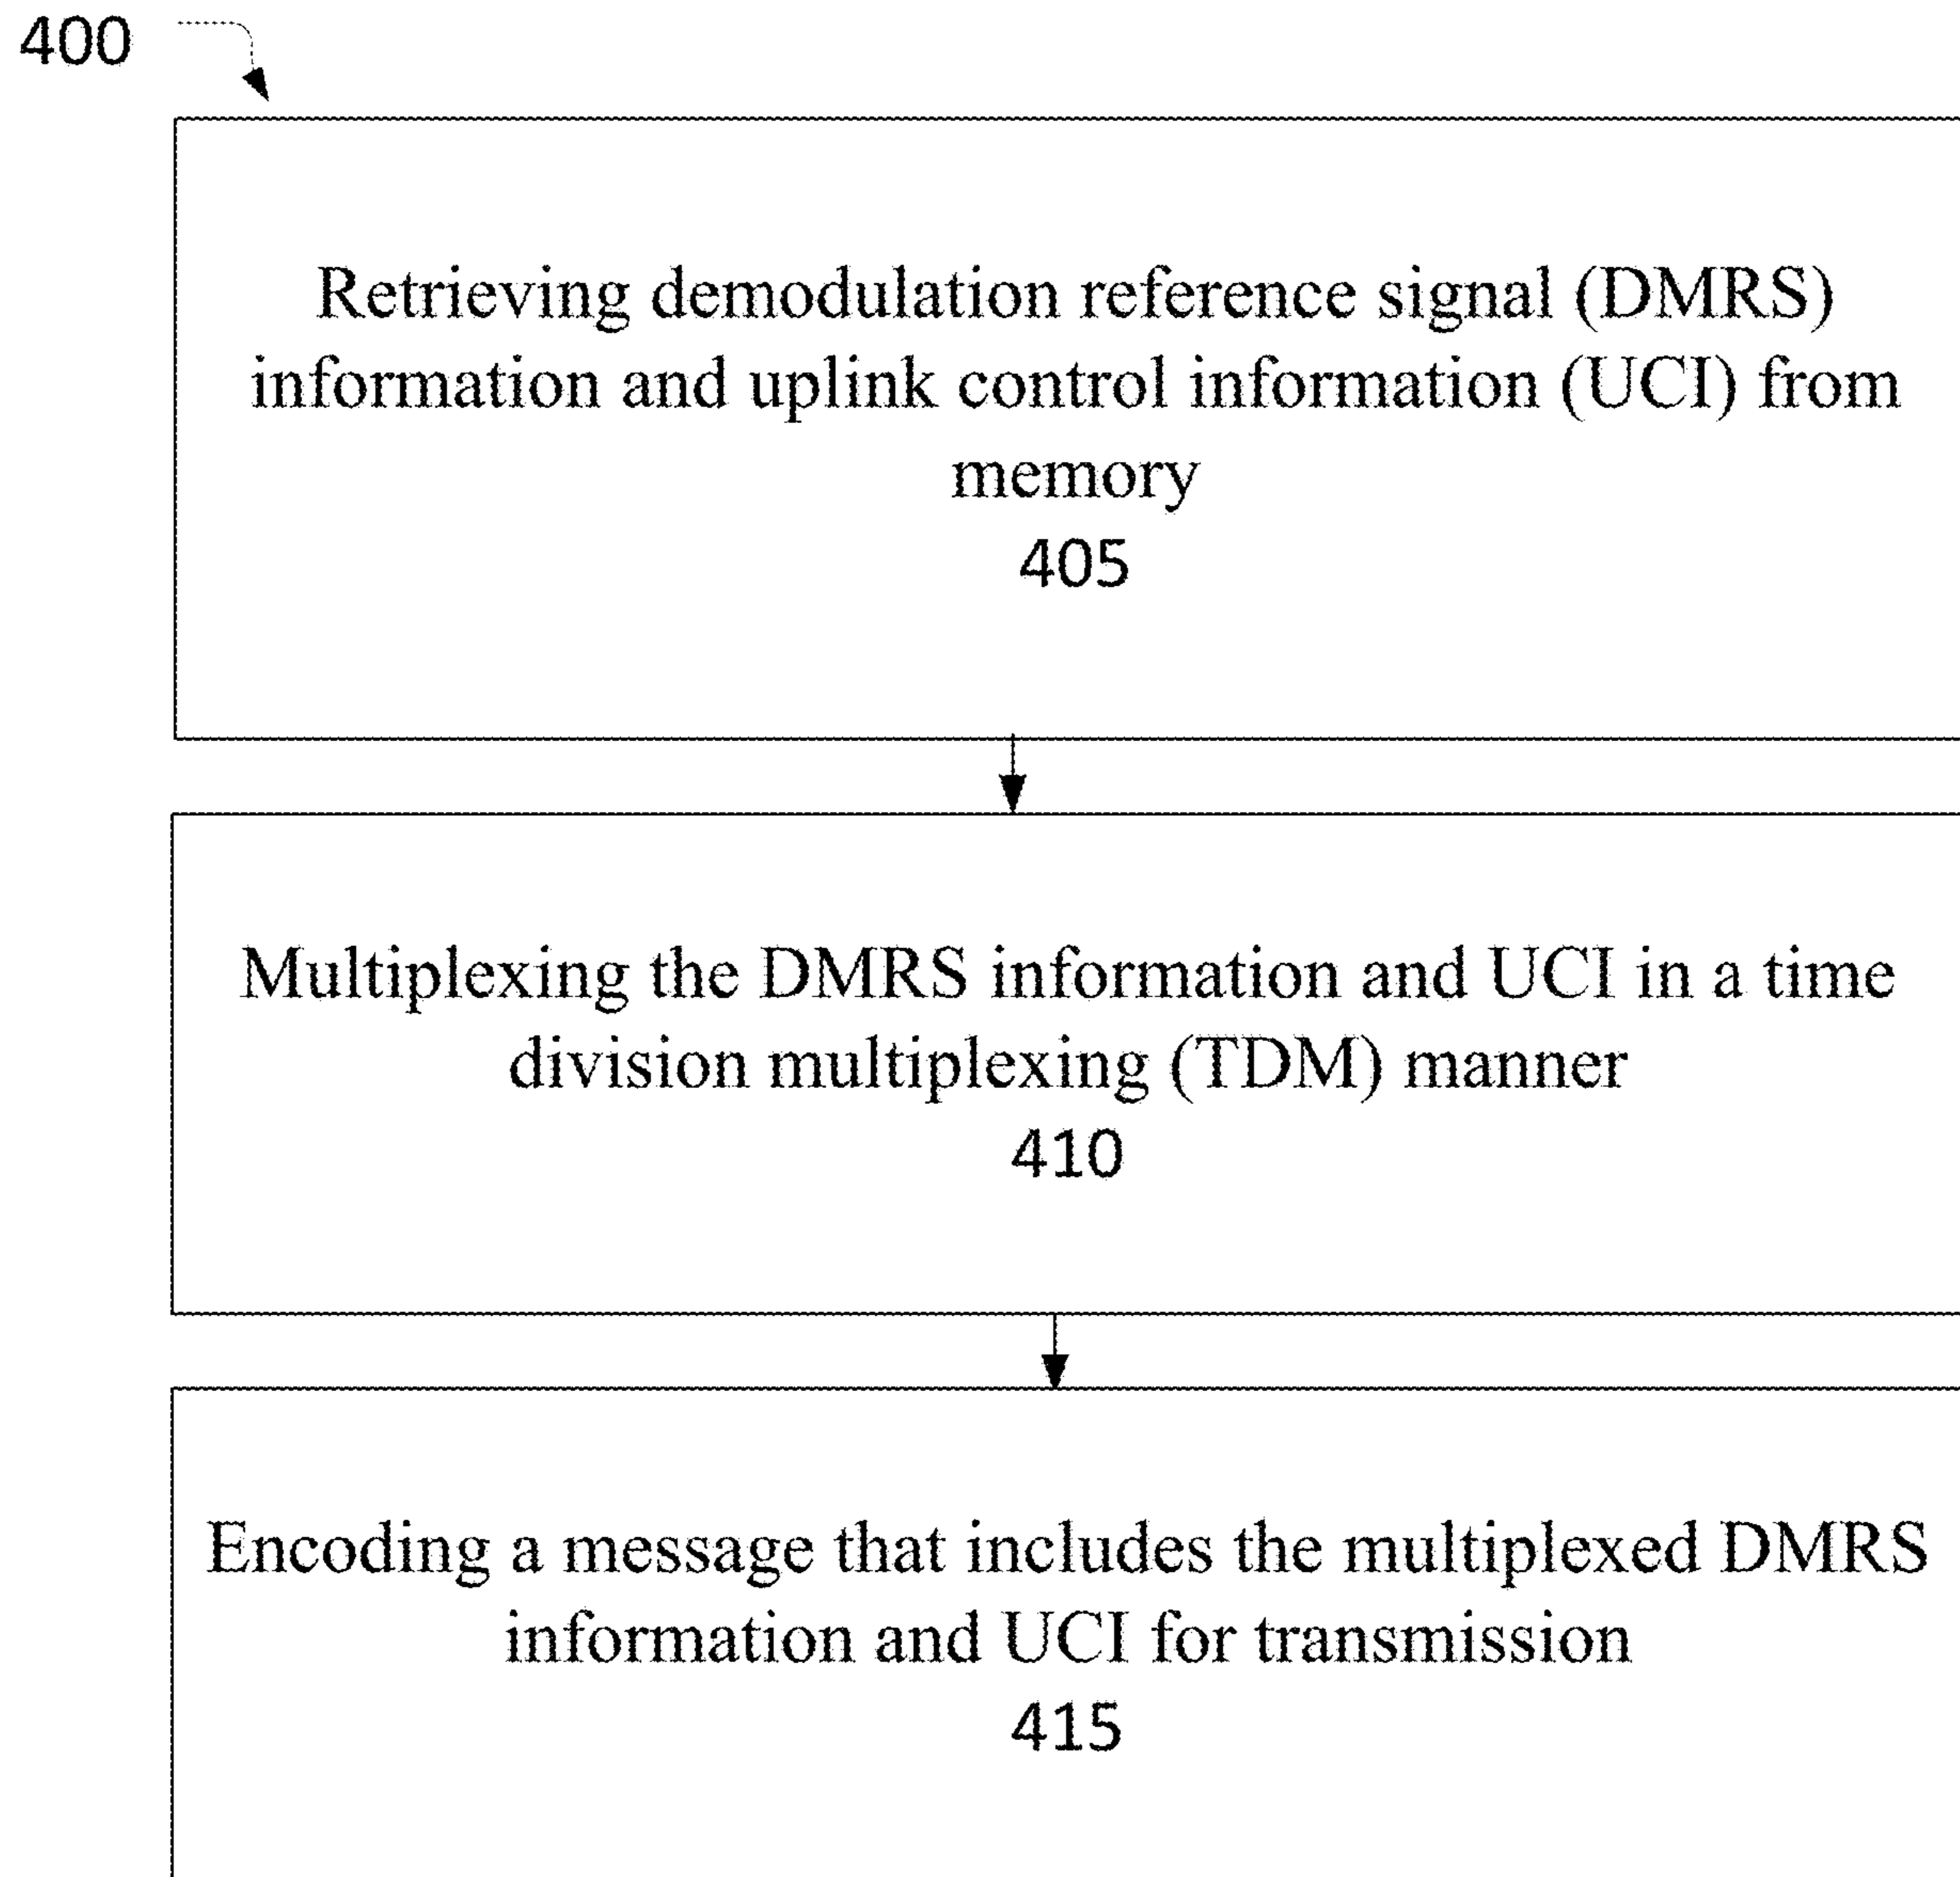 400
Retrieving demodulation reference signal (DMRS)
information and uplink control information (UCI) from
memory
405
Multiplexing the DMRS information and UCI in a time
division multiplexing (TDM) manner
410
Encoding a message that includes the multiplexed DMRS
information and UCI for transmission
415